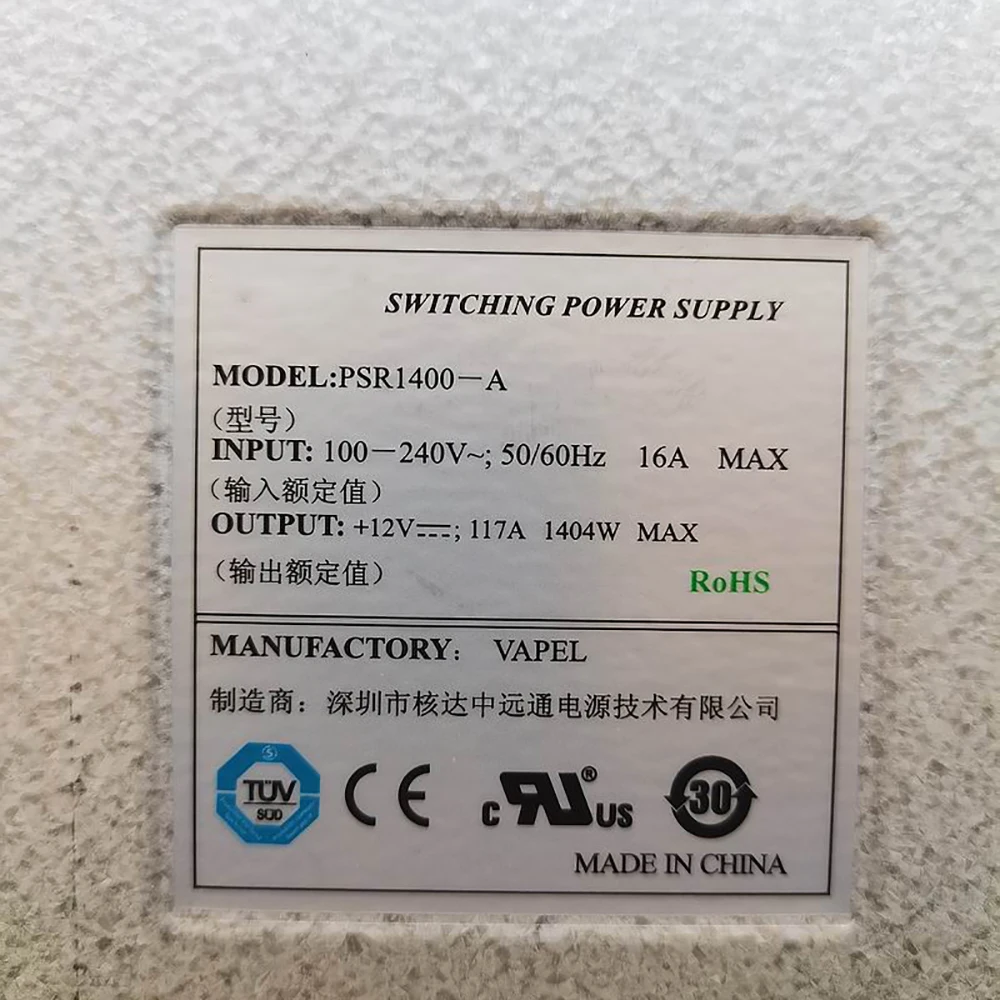 SWITCHING POWER SUPPLY
MODEL:PSR1400-A
（型号）
INPUT: 100-240V~; 50/60Hz 16A MAX
（输入额定值）
OUTPUT: +12V⎓; 117A 1404W MAX
（输出额定值）
RoHS
MANUFACTORY： VAPEL
制造商：深圳市核达中远通电源技术有限公司
TÜV
SÜD
CE
c RU ® US
30
MADE IN CHINA